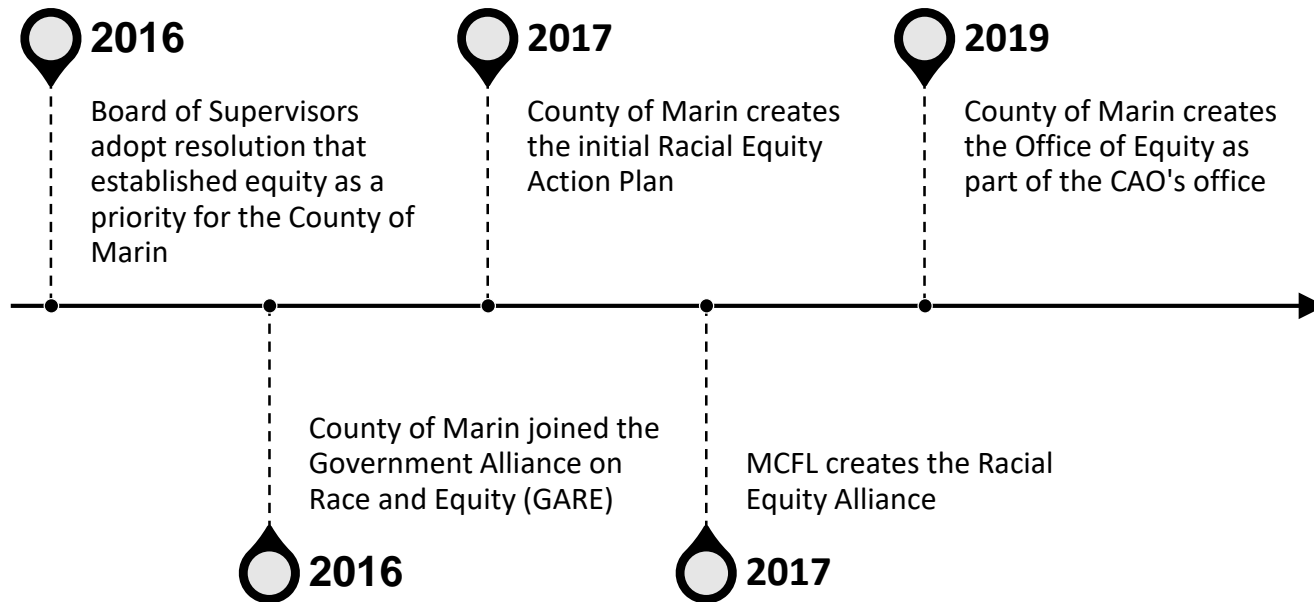 2016
Board of Supervisors
adopt resolution that
established equity as a
priority for the County of
Marin
County of Marin joined the
Government Alliance on
Race and Equity (GARE)
2016
2017
County of Marin creates
the initial Racial Equity
Action Plan
MCFL creates the Racial
Equity Alliance
2017
2019
County of Marin creates
the Office of Equity as
part of the CAO's office